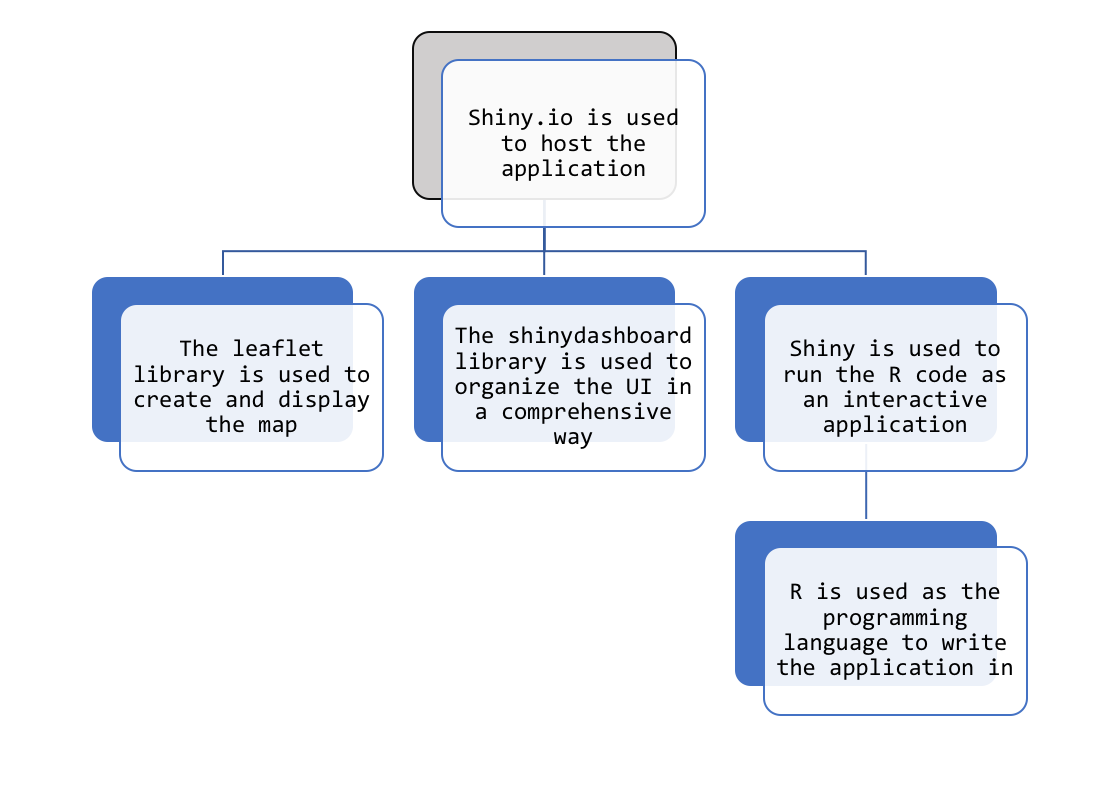 Shiny.io is used
to host the
application
The leaflet
library is used to
create and display
the map
The shinydashboard
library is used to
organize the UI in
a comprehensive
way
Shiny is used to
run the R code as
an interactive
application
R is used as the
programming
language to write
the application in